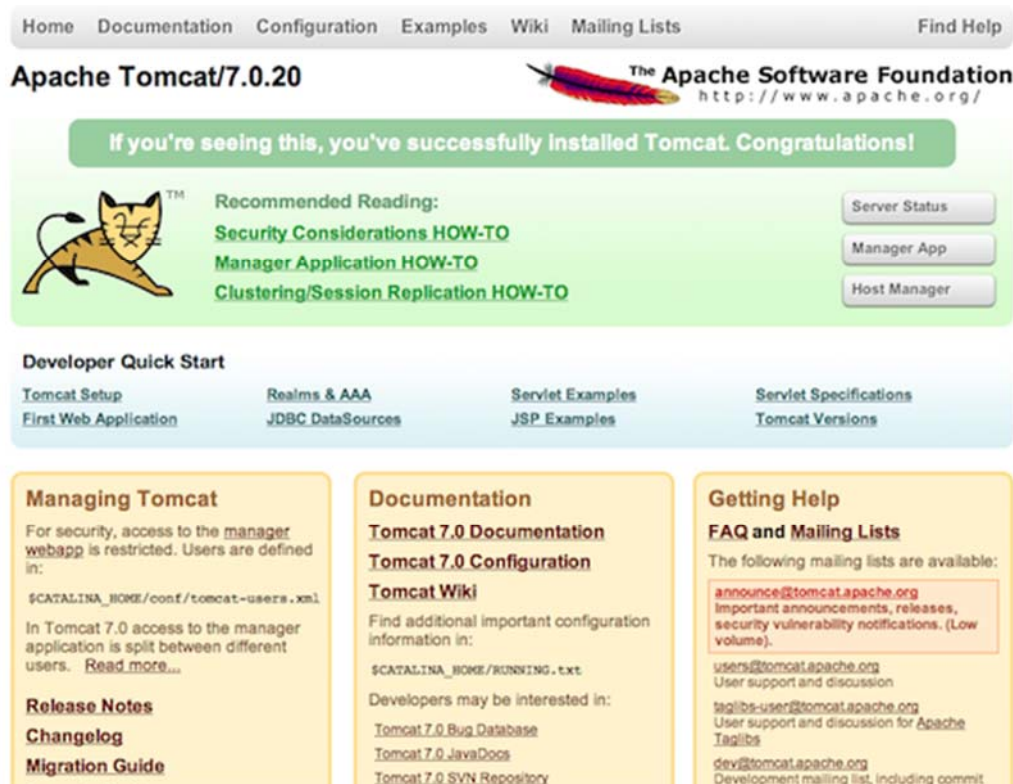 Home Documentation Configuration Examples Wiki Mailing Lists Find Help
Apache Tomcat/7.0.20
The Apache Software Foundation
http://www.apache.org/
If you're seeing this, you've successfully installed Tomcat. Congratulations!
TM
Recommended Reading:
Security Considerations HOW-TO
Manager Application HOW-TO
Clustering/Session Replication HOW-TO
Server Status
Manager App
Host Manager
Developer Quick Start
Tomcat Setup
First Web Application
Realms & AAA
JDBC DataSources
Servlet Examples
JSP Examples
Servlet Specifications
Tomcat Versions
Managing Tomcat
For security, access to the manager
webapp is restricted. Users are defined
in:
$CATALINA_HOME/conf/tomcat-users.xml
In Tomcat 7.0 access to the manager
application is split between different
users. Read more...
Release Notes
Changelog
Migration Guide
Documentation
Tomcat 7.0 Documentation
Tomcat 7.0 Configuration
Tomcat Wiki
Find additional important configuration
information in:
$CATALINA_HOME/RUNNING.txt
Developers may be interested in:
Tomcat 7.0 Bug Database
Tomcat 7.0 JavaDocs
Tomcat 7.0 SVN Repository
Getting Help
FAQ and Mailing Lists
The following mailing lists are available:
announce@tomcat.apache.org
Important announcements, releases,
security vulnerability notifications. (Low
volume).
users@tomcat.apache.org
User support and discussion
taglibs-user@tomcat.apache.org
User support and discussion for Apache
Taglibs
dev@tomcat.apache.org
Development mailing list, including commit